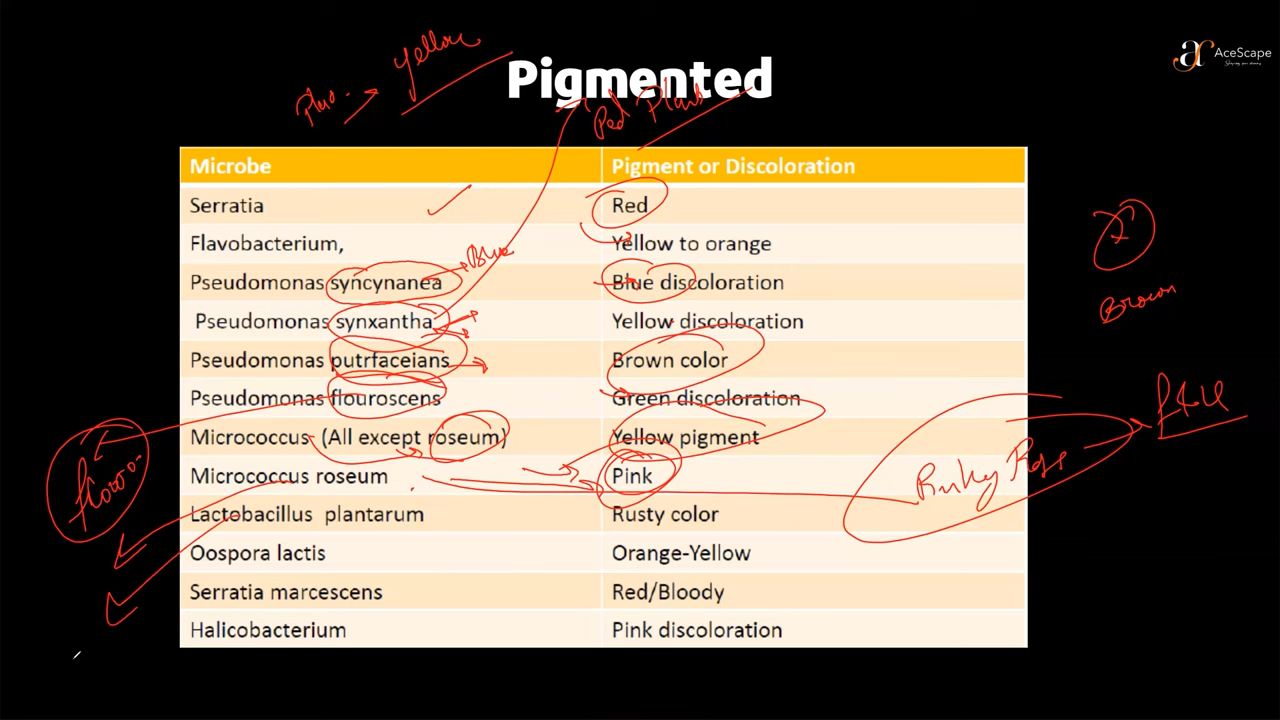 AceScape
Yellow
Pigmented
Red
Microbe Pigment or Discoloration
Serratia Red
Flavobacterium, Yellow to orange
Blue
Pseudomonas syncynanea Blue discoloration
Pseudomonas synxantha Yellow discoloration
Brown
Pseudomonas putrfaceians Brown color
Pseudomonas flouroscens Green discoloration
Micrococcus (All except roseum) Yellow pigment
Micrococcus roseum Pink
Lactobacillus plantarum Rusty color
Oospora lactis Orange-Yellow
Serratia marcescens Red/Bloody
Halicobacterium Pink discoloration